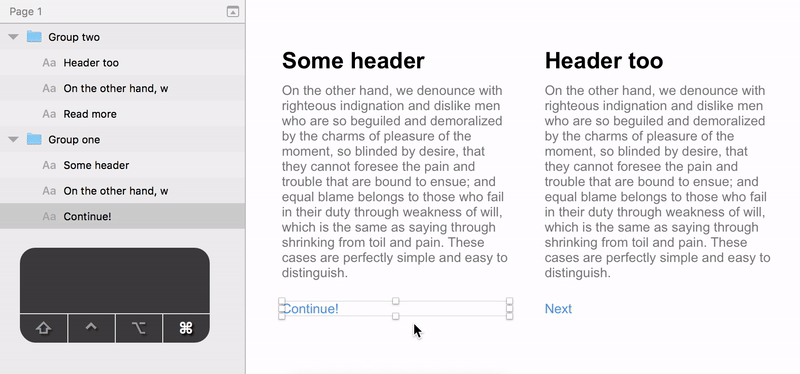 Page 1
Group two
Aa Header too
Aa On the other hand, w
Aa Read more
Group one
Aa Some header
Aa On the other hand, w
Aa Continue!
⇧ ⌃ ⌥ ⌘
Some header
On the other hand, we denounce with
righteous indignation and dislike men
who are so beguiled and demoralized
by the charms of pleasure of the
moment, so blinded by desire, that
they cannot foresee the pain and
trouble that are bound to ensue; and
equal blame belongs to those who fail
in their duty through weakness of will,
which is the same as saying through
shrinking from toil and pain. These
cases are perfectly simple and easy to
distinguish.
Continue!
Header too
On the other hand, we denounce with
righteous indignation and dislike men
who are so beguiled and demoralized
by the charms of pleasure of the
moment, so blinded by desire, that
they cannot foresee the pain and
trouble that are bound to ensue; and
equal blame belongs to those who fail
in their duty through weakness of will,
which is the same as saying through
shrinking from toil and pain. These
cases are perfectly simple and easy to
distinguish.
Next